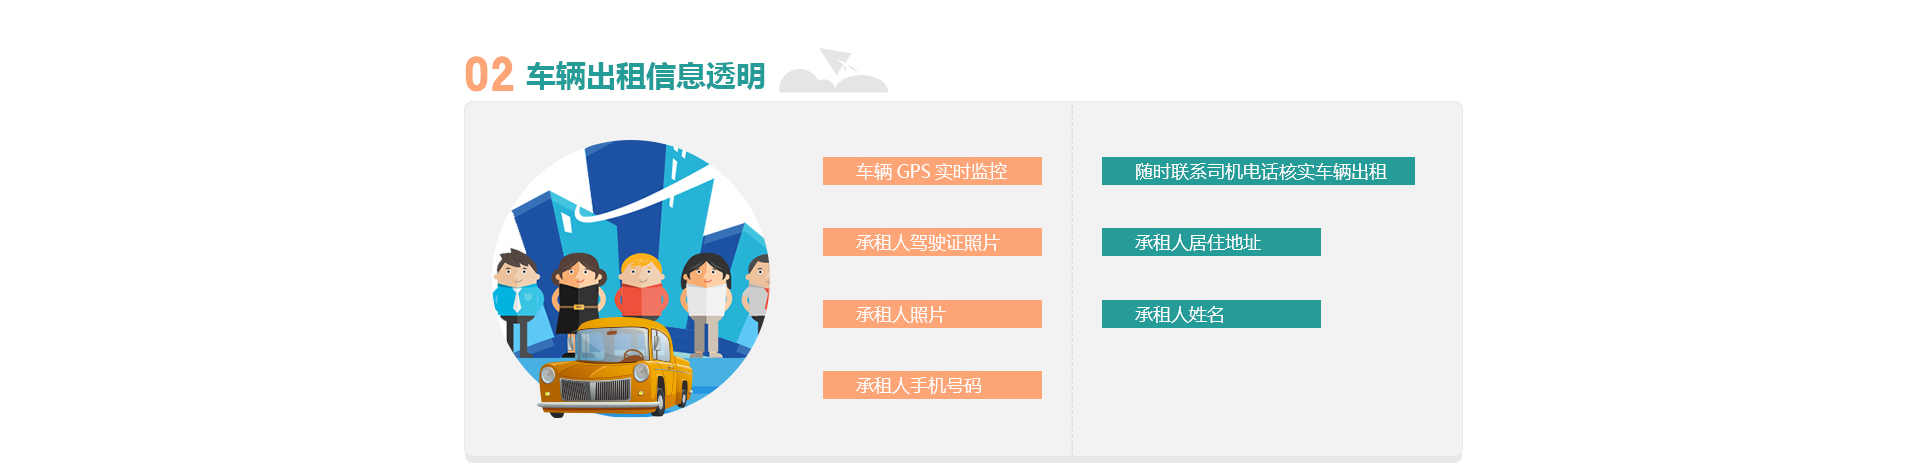 02 车辆出租信息透明
车辆 GPS 实时监控
承租人驾驶证照片
承租人照片
承租人手机号码
随时联系司机电话核实车辆出租
承租人居住地址
承租人姓名